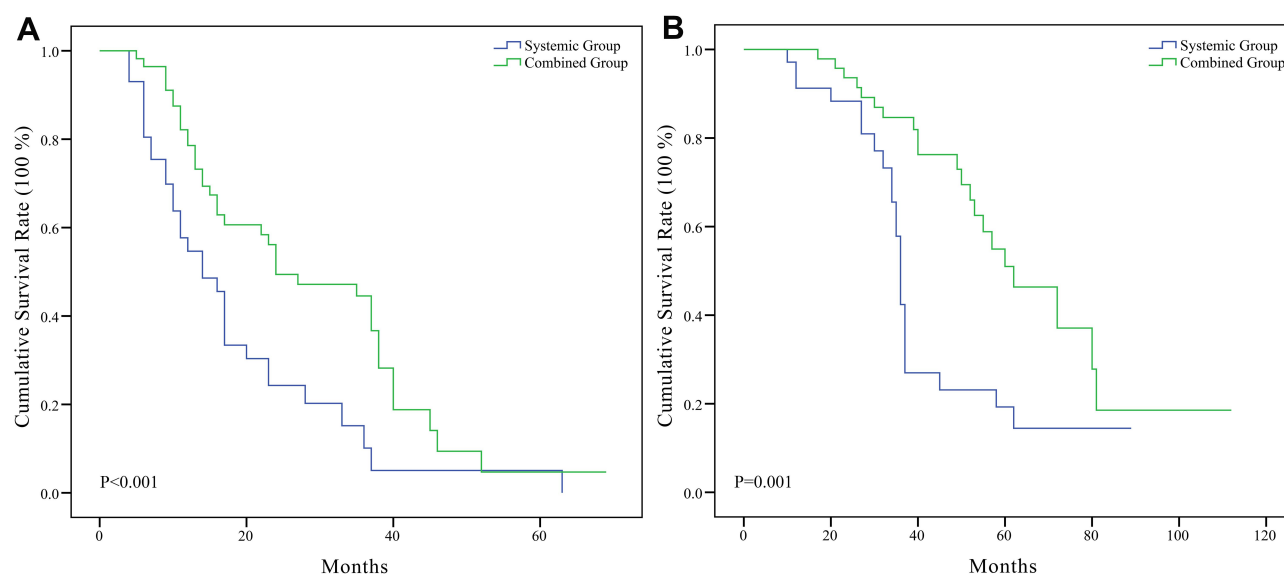 A
Systemic Group
Combined Group
Cumulative Survival Rate (100 %)
1.0
0.8
0.6
0.4
0.2
0.0
P<0.001
0 20 40 60
Months
B
Systemic Group
Combined Group
Cumulative Survival Rate (100 %)
1.0
0.8
0.6
0.4
0.2
0.0
P=0.001
0 20 40 60 80 100 120
Months